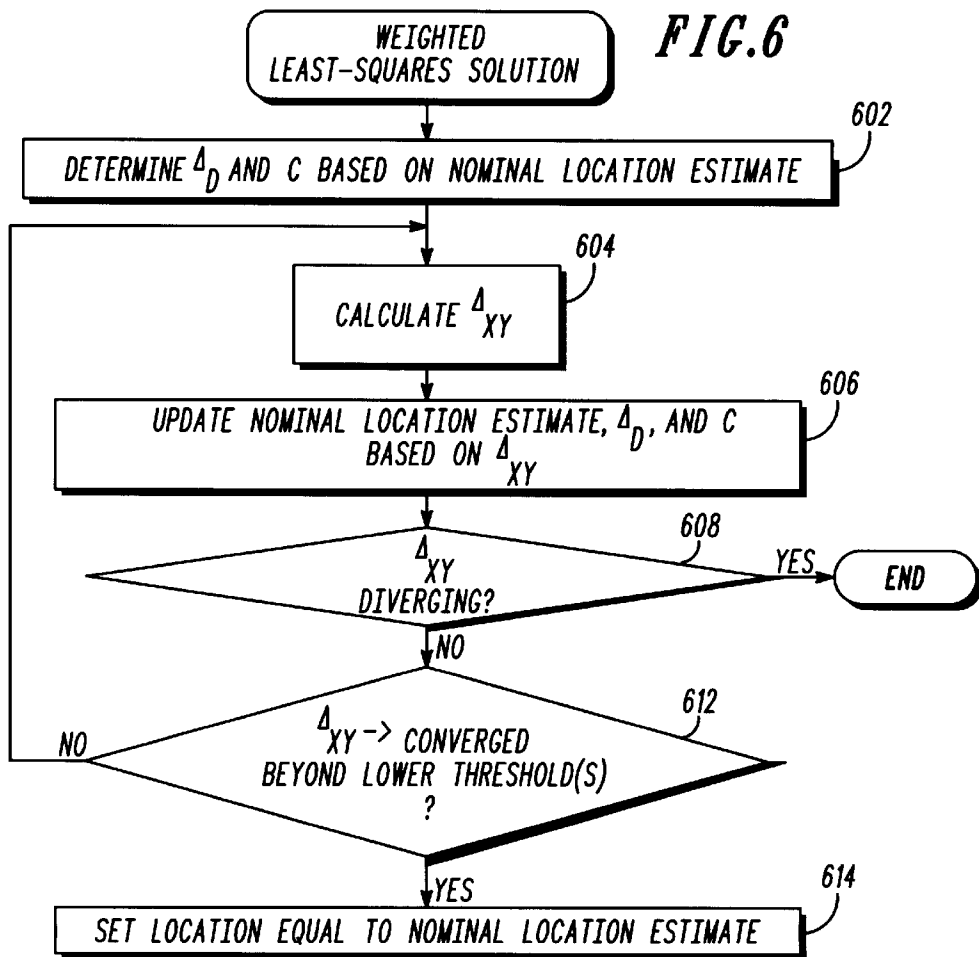 FIG.6
WEIGHTED
LEAST-SQUARES SOLUTION
602
DETERMINE Δ_D AND C BASED ON NOMINAL LOCATION ESTIMATE
604
CALCULATE Δ_XY
606
UPDATE NOMINAL LOCATION ESTIMATE, Δ_D, AND C
BASED ON Δ_XY
608
Δ_XY
DIVERGING?
YES
END
NO
612
Δ_XY -> CONVERGED
BEYOND LOWER THRESHOLD(S)
?
NO
YES
614
SET LOCATION EQUAL TO NOMINAL LOCATION ESTIMATE